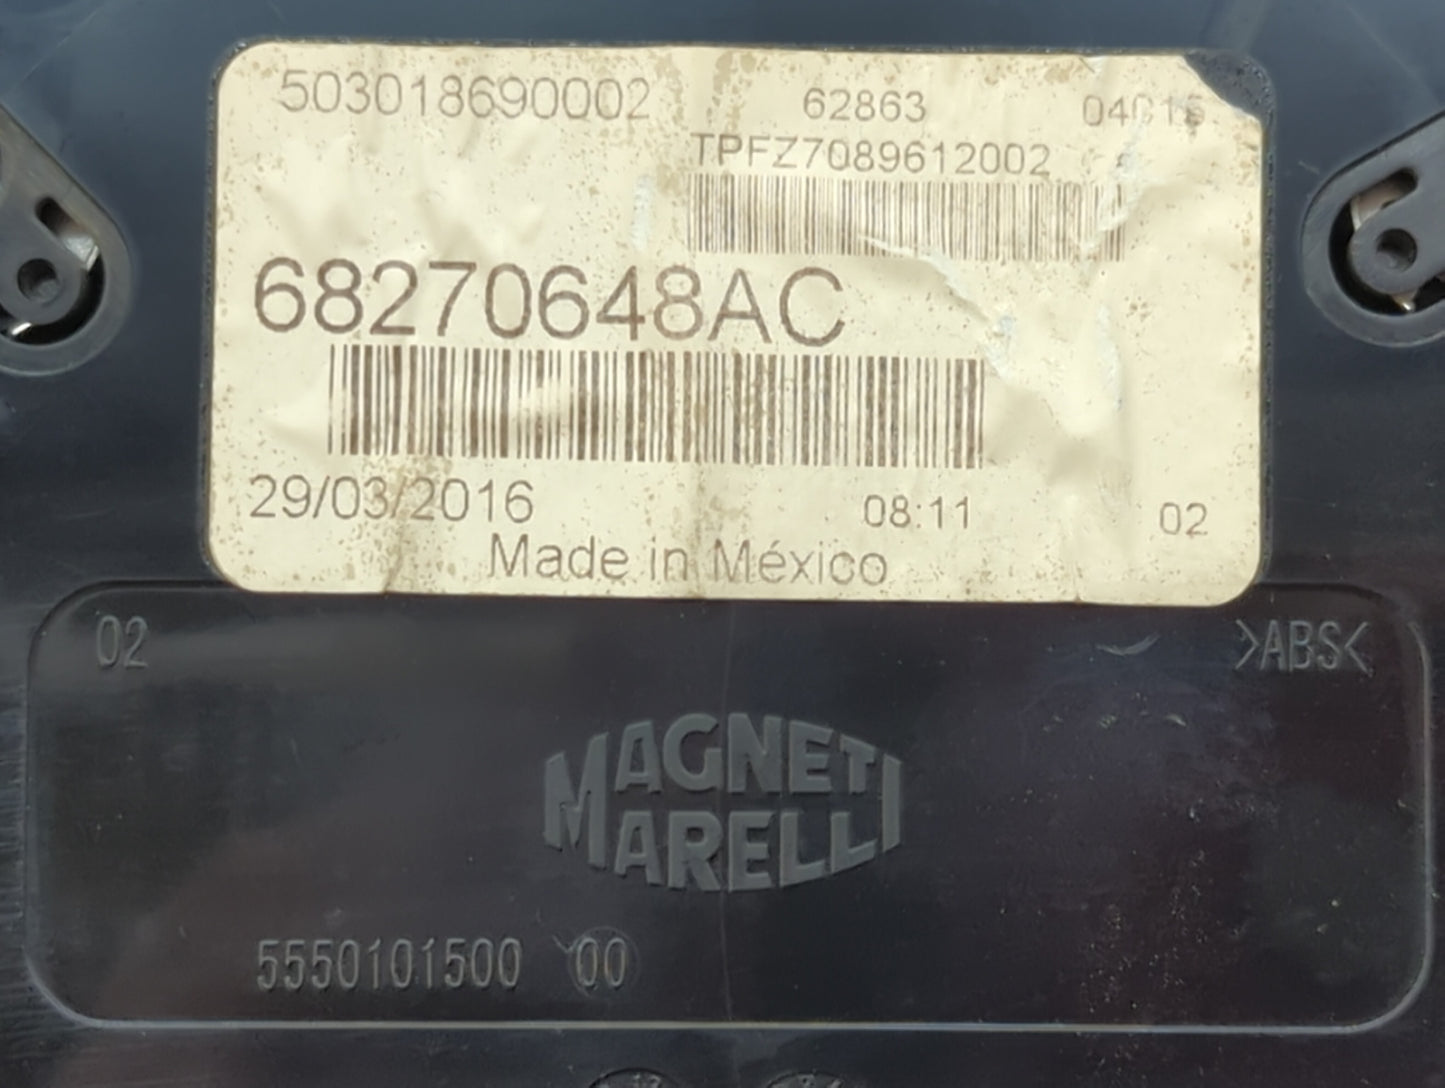 503018690002 62863
TPFZ7089612002
68270648AC
29/03/2016 08:11 02
Made in México
02 >ABS<
MAGNETI
MARELLI
5550101500 00